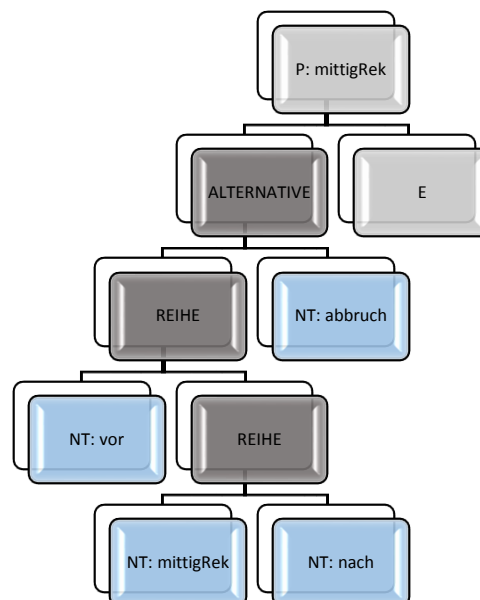 P: mittigRek
ALTERNATIVE
E
REIHE
NT: abbruch
NT: vor
REIHE
NT: mittigRek
NT: nach